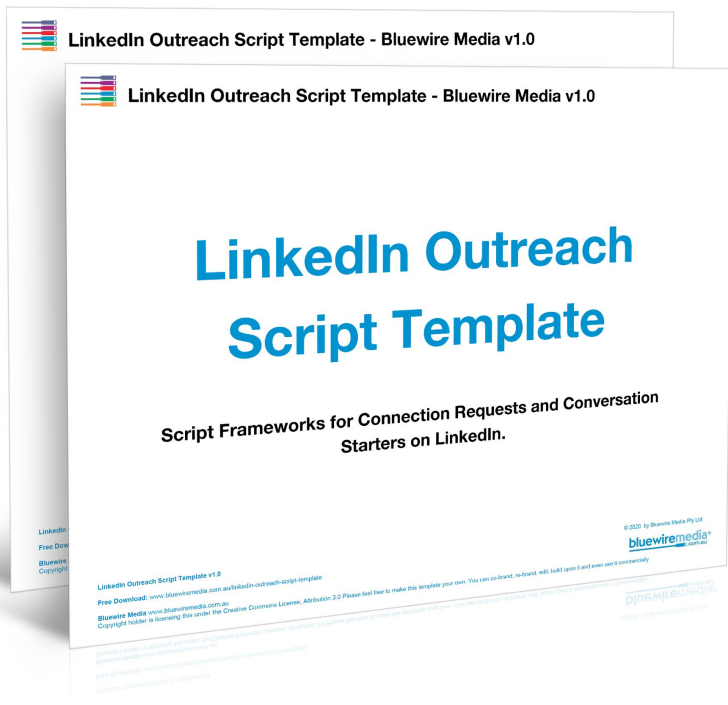 LinkedIn Outreach Script Template - Bluewire Media v1.0
LinkedIn Outreach Script Template - Bluewire Media v1.0
LinkedIn Outreach
Script Template
Script Frameworks for Connection Requests and Conversation
Starters on LinkedIn.
© 2020 by Bluewire Media Pty Ltd
bluewiremedia®
.com.au
LinkedIn
Free Dow
Bluewire
Copyright
LinkedIn Outreach Script Template v1.0
Free Download: www.bluewiremedia.com.au/linkedin-outreach-script-template
Bluewire Media www.bluewiremedia.com.au
Copyright holder is licensing this under the Creative Commons License, Attribution 3.0 Please feel free to make this template your own. You can co-brand, re-brand, edit, build upon it and even use it commercially